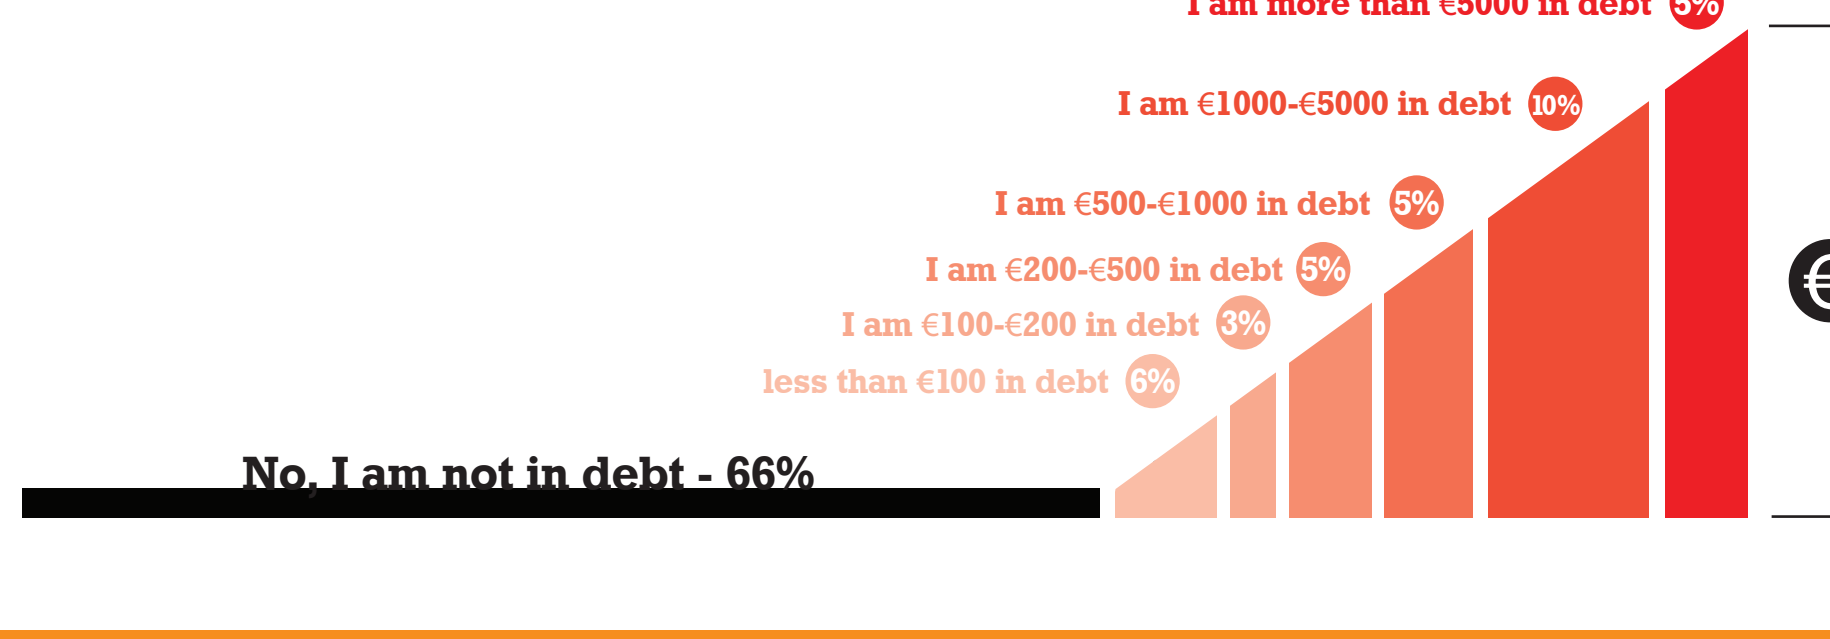 I am more than €5000 in debt 5%
I am €1000-€5000 in debt 10%
I am €500-€1000 in debt 5%
I am €200-€500 in debt 5%
I am €100-€200 in debt 3%
less than €100 in debt 6%
No, I am not in debt - 66%
€